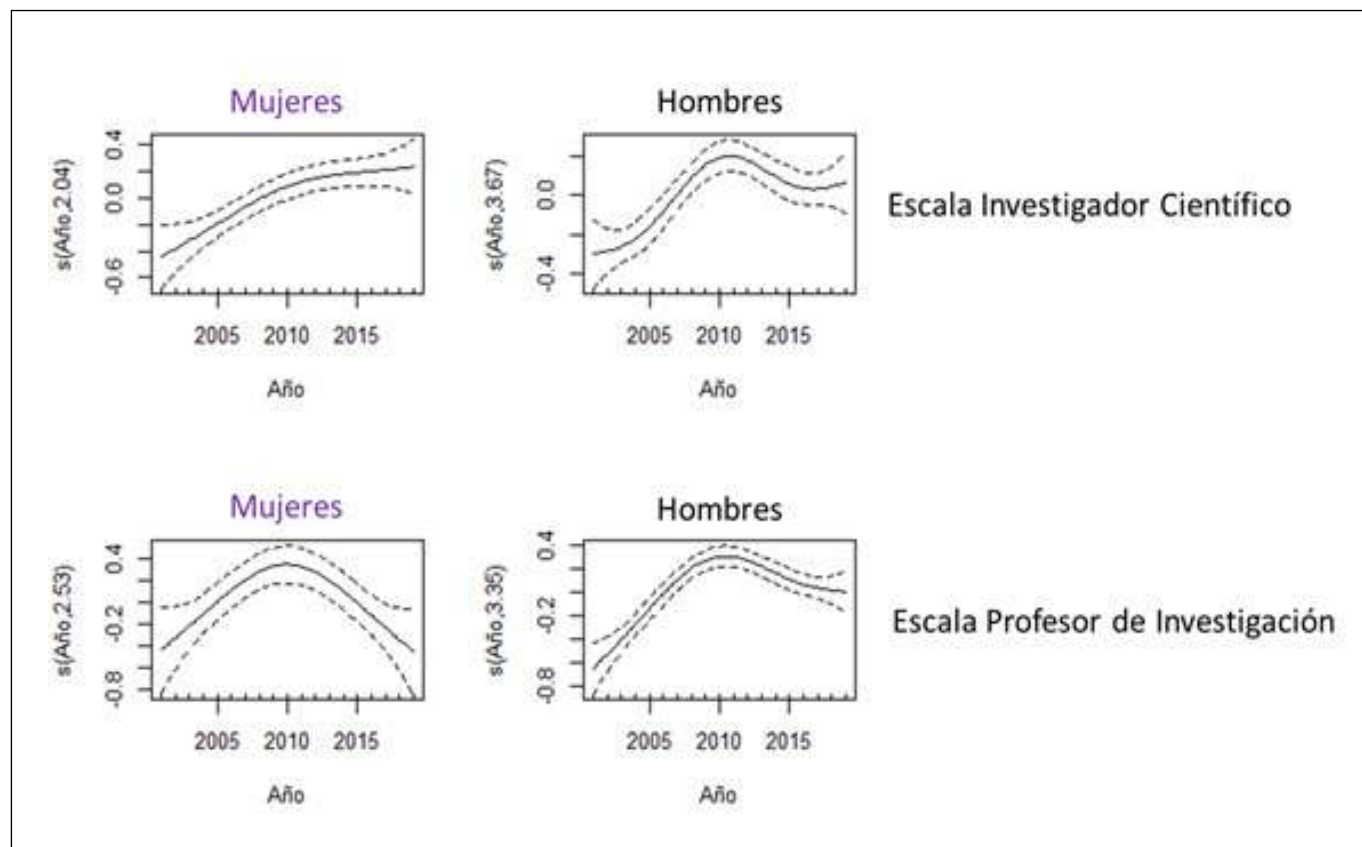 Mujeres
Hombres
s(Año,2.04)
-0.6
0.0
0.4
2005 2010 2015
Año
s(Año,3.67)
-0.4
0.0
2005 2010 2015
Año
Escala Investigador Científico
Mujeres
Hombres
s(Año,2.53)
-0.8
-0.2
0.4
2005 2010 2015
Año
s(Año,3.35)
-0.8
-0.2
0.4
2005 2010 2015
Año
Escala Profesor de Investigación